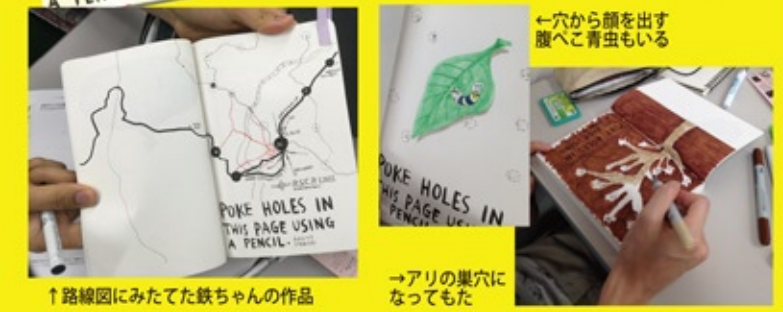 POKE HOLES IN
THIS PAGE USING
A PENCIL.
↑路線図にみたてた鉄ちゃんの作品
←穴から顔を出す
腹ぺこ青虫もいる
POKE HOLES IN
THIS PAGE
PENCIL
→アリの巣穴に
なってもた